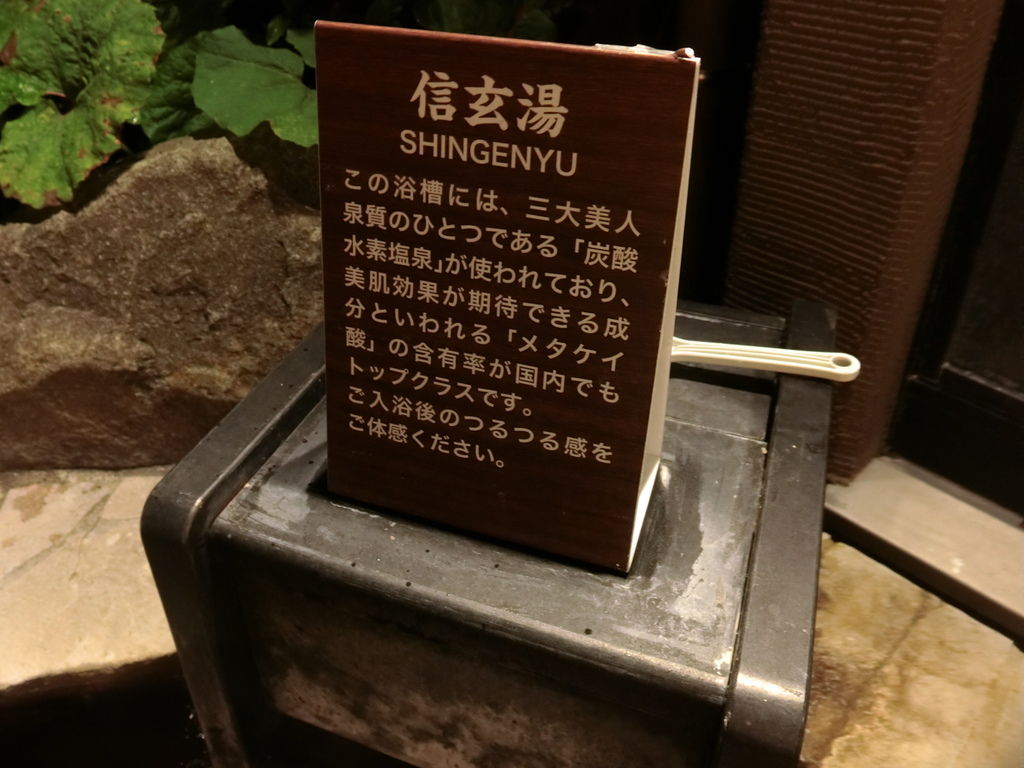 信玄湯
SHINGENYU
この浴槽には、三大美人
泉質のひとつである「炭酸
水素塩泉」が使われており、
美肌効果が期待できる成
分といわれる「メタケイ
酸」の含有率が国内でも
トップクラスです。
ご入浴後のつるつる感を
ご体感ください。